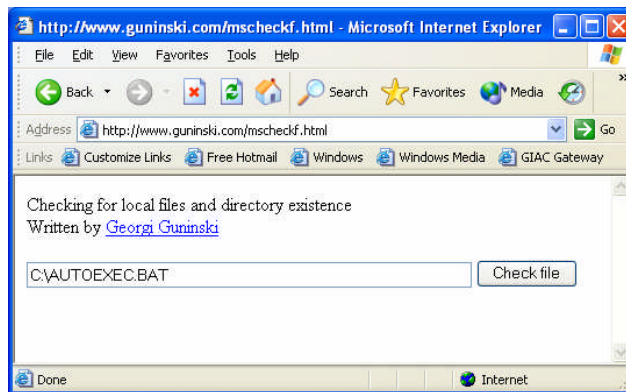 http://www.guninski.com/mscheckf.html - Microsoft Internet Explorer
File Edit View Favorites Tools Help
Back Search Favorites Media »
Address http://www.guninski.com/mscheckf.html Go
Links Customize Links Free Hotmail Windows Windows Media GIAC Gateway
Checking for local files and directory existence
Written by Georgi Guninski
C:\AUTOEXEC.BAT Check file
Done Internet